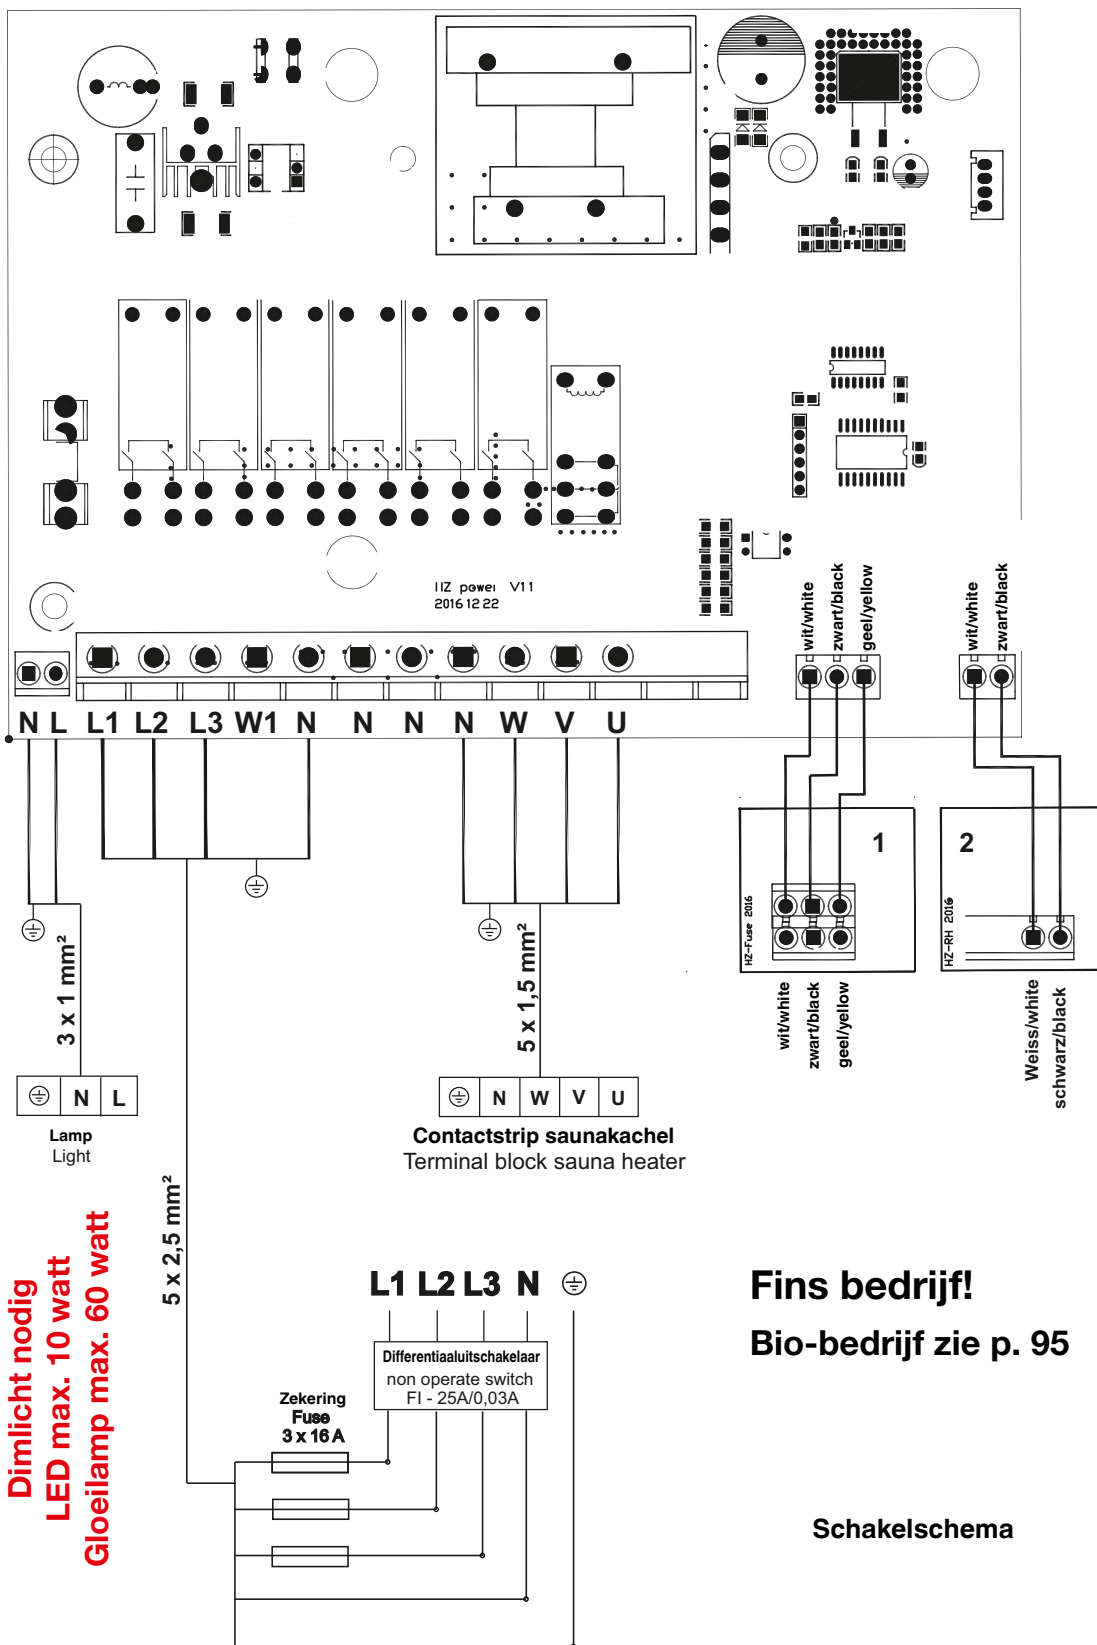 HZ power V1.1
2016 12 22
wit/white
zwart/black
geel/yellow
wit/white
zwart/black
N L L1 L2 L3 W1 N N N N W V U
1
HZ-Fuse 2016
2
HZ-RH 2016
wit/white
zwart/black
geel/yellow
Weiss/white
schwarz/black
3 x 1 mm²
5 x 1,5 mm²
N L
Lamp
Light
N W V U
Contactstrip saunakachel
Terminal block sauna heater
5 x 2,5 mm²
Dimlicht nodig
LED max. 10 watt
Gloeilamp max. 60 watt
L1 L2 L3 N
Differentiaaluitschakelaar
non operate switch
FI - 25A/0,03A
Zekering
Fuse
3 x 16 A
Fins bedrijf!
Bio-bedrijf zie p. 95
Schakelschema